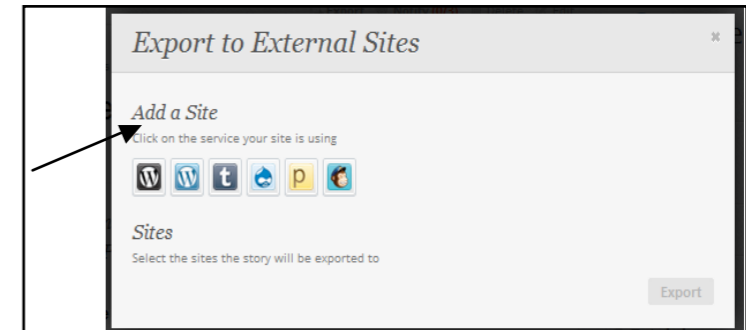 Export to External Sites
Add a Site
Click on the service your site is using
t
p
Sites
Select the sites the story will be exported to
Export